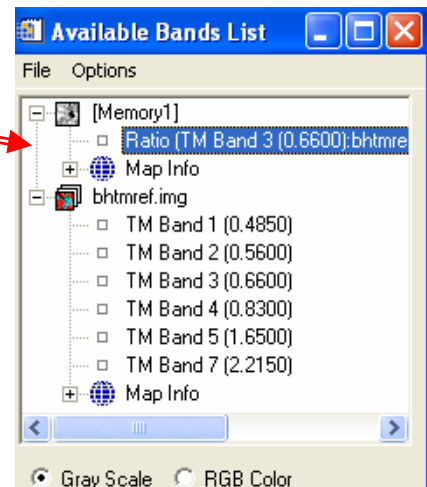 Available Bands List
File Options
[Memory1]
Ratio (TM Band 3 (0.6600):bhtmre
Map Info
bhtmref.img
TM Band 1 (0.4850)
TM Band 2 (0.5600)
TM Band 3 (0.6600)
TM Band 4 (0.8300)
TM Band 5 (1.6500)
TM Band 7 (2.2150)
Map Info
Gray Scale RGB Color